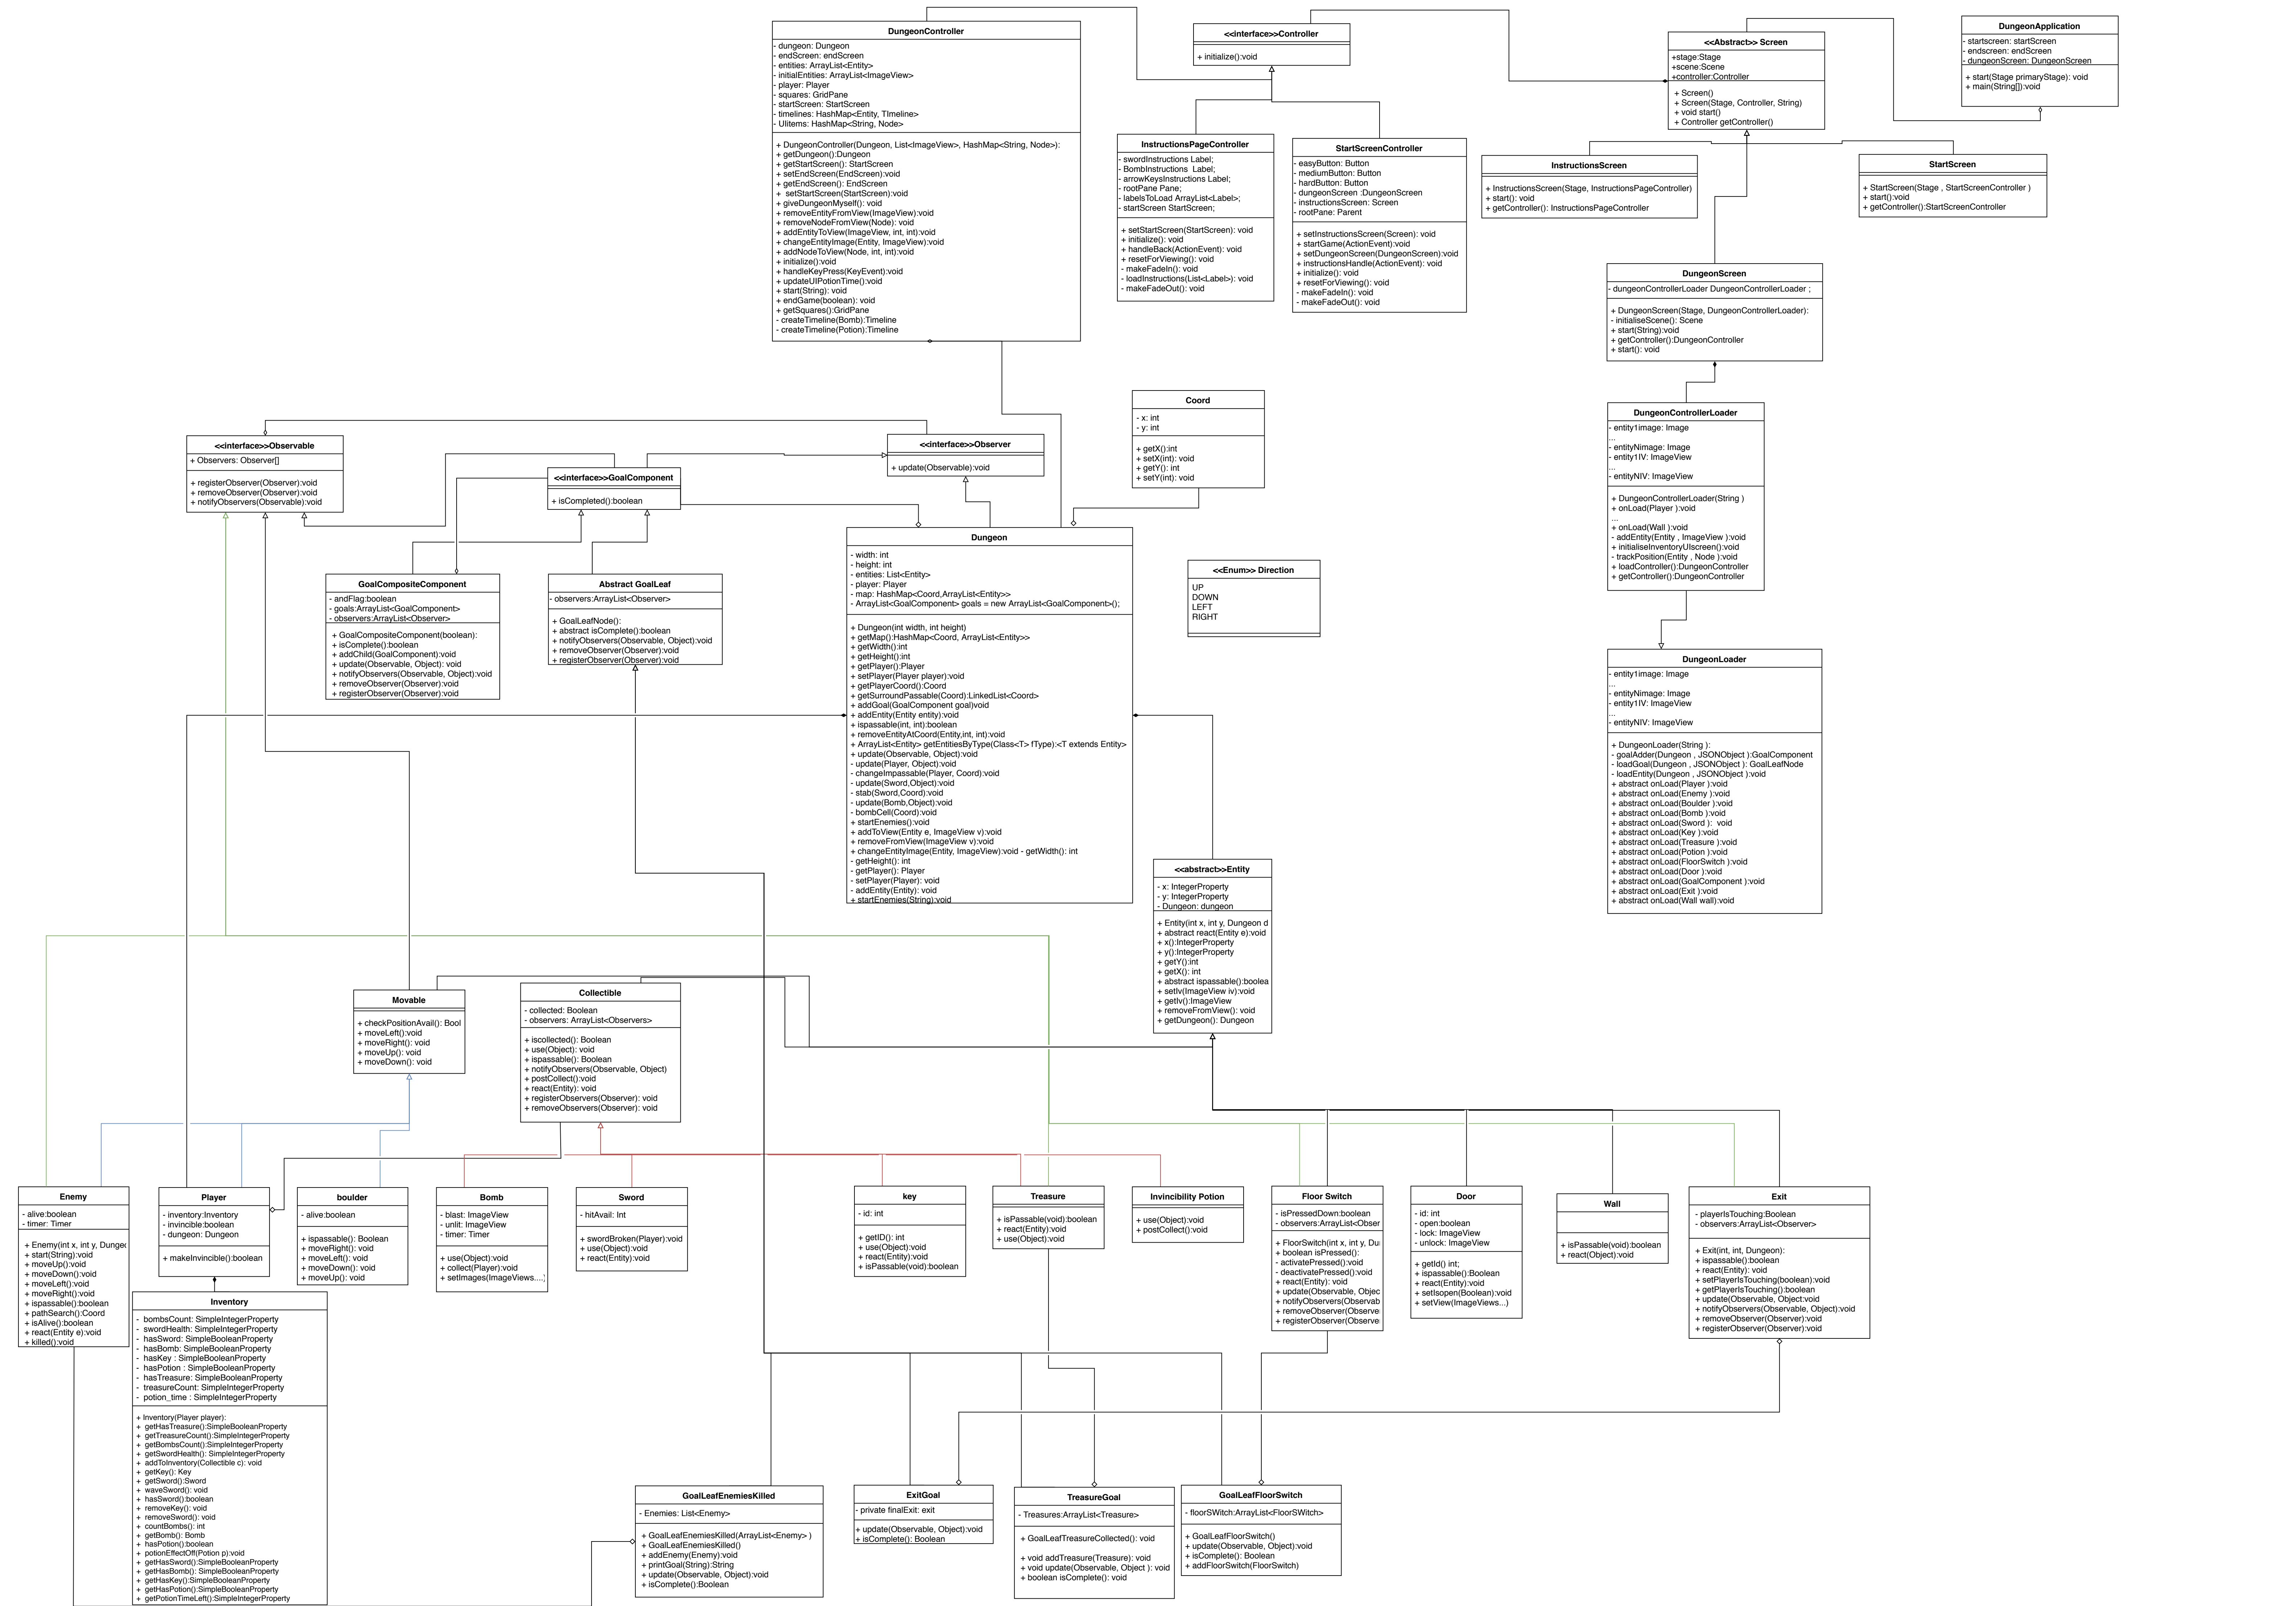 DungeonController
- dungeon: Dungeon
- endScreen: endScreen
- entities: ArrayList<Entity>
- initialEntities: ArrayList<ImageView>
- player: Player
- squares: GridPane
- startScreen: StartScreen
- timelines: HashMap<Entity, TImeline>
- UIitems: HashMap<String, Node>
+ DungeonController(Dungeon, List<ImageView>, HashMap<String, Node):
+ getDungeon():Dungeon
+ getStartScreen(): StartScreen
+ setEndScreen(EndScreen):void
+ getEndScreen(): EndScreen
+  setStartScreen(StartScreen):void
+ giveDungeonMyself(): void
+ removeEntityFromView(ImageView):void
+ removeNodeFromView(Node): void
+ addEntityToView(ImageView, int, int):void
+ changeEntityImage(Entity, ImageView):void
+ addNodeToView(Node, int, int):void
+ initialize():void
+ handleKeyPress(KeyEvent):void
+ updateUIPotionTime():void
+ start(String): void
+ endGame(boolean): void
+ getSquares():GridPane
- createTimeline(Bomb):Timeline
- createTimeline(Potion):Timeline
<<interface>>Controller
+ initialize():void
<<Abstract>> Screen
+stage:Stage
+scene:Scene
+controller:Controller
+ Screen()
+ Screen(Stage, Controller, String)
+ void start()
+ Controller getController()
DungeonApplication
- startscreen: startScreen
- endscreen: endScreen
- dungeonScreen: DungeonScreen
+ start(Stage primaryStage): void
+ main(String[]):void
InstructionsPageController
- swordInstructions Label;
- BombInstructions  Label;
- arrowKeysInstructions Label;
- rootPane Pane;
- labelsToLoad ArrayList<Label>;
- startScreen StartScreen;
+ setStartScreen(StartScreen): void
+ initialize(): void
+ handleBack(ActionEvent): void
+ resetForViewing(): void
- makeFadeIn(): void
- loadInstructions(List<Label>): void
- makeFadeOut(): void
StartScreenController
- easyButton: Button
- mediumButton: Button
- hardButton: Button
- dungeonScreen :DungeonScreen
- instructionsScreen: Screen
- rootPane: Parent
+ setInstructionsScreen(Screen): void
+ startGame(ActionEvent):void
+ setDungeonScreen(DungeonScreen):void
+ instructionsHandle(ActionEvent): void
+ initialize(): void
+ resetForViewing(): void
- makeFadeIn(): void
- makeFadeOut(): void
InstructionsScreen
+ InstructionsScreen(Stage, InstructionsPageController)
+ start(): void
+ getController(): InstructionsPageController
StartScreen
+ StartScreen(Stage , StartScreenController )
+ start():void
+ getController():StartScreenController
DungeonScreen
- dungeonControllerLoader DungeonControllerLoader ;
+ DungeonScreen(Stage, DungeonControllerLoader):
- initialiseScene(): Scene
+ start(String):void
+ getController():DungeonController
+ start(): void
Coord
- x: int
- y: int
+ getX():int
+ setX(int): void
+ getY(): int
+ setY(int): void
DungeonControllerLoader
- entity1image: Image
...
- entityNimage: Image
- entity1IV: ImageView
...
- entityNIV: ImageView
+ DungeonControllerLoader(String )
+ onLoad(Player ):void
...
+ onLoad(Wall ):void
- addEntity(Entity , ImageView ):void
+ initialiseInventoryUIscreen():void
- trackPosition(Entity , Node ):void
+ loadController():DungeonController
+ getController():DungeonController
<<interface>>Observable
+ Observers: Observer[]
+ registerObserver(Observer):void
+ removeObserver(Observer):void
+ notifyObservers(Observable):void
<<interface>>Observer
+ update(Observable):void
<<interface>>GoalComponent
+ isCompleted():boolean
Dungeon
- width: int
- height: int
- entities: List<Entity>
- player: Player
- map: HashMap<Coord,ArrayList<Entity>>
- ArrayList<GoalComponent> goals = new ArrayList<GoalComponent>();
+ Dungeon(int width, int height)
+ getMap():HashMap<Coord, ArrayList<Entity>>
+ getWidth():int
+ getHeight():int
+ getPlayer():Player
+ setPlayer(Player player):void
+ getPlayerCoord():Coord
+ getSurroundPassable(Coord):LinkedList<Coord>
+ addGoal(GoalComponent goal)void
+ addEntity(Entity entity):void
+ ispassable(int, int):boolean
+ removeEntityAtCoord(Entity,int, int):void
+ ArrayList<Entity> getEntitiesByType(Class<T> fType):<T extends Entity>
+ update(Observable, Object):void
- update(Player, Object):void
- changeImpassable(Player, Coord):void
- update(Sword,Object):void
- stab(Sword,Coord):void
- update(Bomb,Object):void
- bombCell(Coord):void
+ startEnemies():void
+ addToView(Entity e, ImageView v):void
+ removeFromView(ImageView v):void
+ changeEntityImage(Entity, ImageView):void - getWidth(): int
- getHeight(): int
- getPlayer(): Player
- setPlayer(Player): void
- addEntity(Entity): void
+ startEnemies(String):void
<<Enum>> Direction
UP
DOWN
LEFT
RIGHT
GoalCompositeComponent
- andFlag:boolean
- goals:ArrayList<GoalComponent>
- observers:ArrayList<Observer>
+ GoalCompositeComponent(boolean):
+ isComplete():boolean
+ addChild(GoalComponent):void
+ update(Observable, Object): void
+ notifyObservers(Observable, Object):void
+ removeObserver(Observer):void
+ registerObserver(Observer):void
Abstract GoalLeaf
- observers:ArrayList<Observer>
+ GoalLeafNode():
+ abstract isComplete():boolean
+ notifyObservers(Observable, Object):void
+ removeObserver(Observer):void
+ registerObserver(Observer):void
DungeonLoader
- entity1image: Image
...
- entityNimage: Image
- entity1IV: ImageView
...
- entityNIV: ImageView
+ DungeonLoader(String ):
- goalAdder(Dungeon , JSONObject ):GoalComponent
- loadGoal(Dungeon , JSONObject ): GoalLeafNode
- loadEntity(Dungeon , JSONObject ):void
+ abstract onLoad(Player ):void
+ abstract onLoad(Enemy ):void
+ abstract onLoad(Boulder ):void
+ abstract onLoad(Bomb ):void
+ abstract onLoad(Sword ):  void
+ abstract onLoad(Key ):void
+ abstract onLoad(Treasure ):void
+ abstract onLoad(Potion ):void
+ abstract onLoad(FloorSwitch ):void
+ abstract onLoad(Door ):void
+ abstract onLoad(GoalComponent ):void
+ abstract onLoad(Exit ):void
+ abstract onLoad(Wall wall):void
<<abstract>>Entity
- x: IntegerProperty
- y: IntegerProperty
- Dungeon: dungeon
+ Entity(int x, int y, Dungeon d
+ abstract react(Entity e):void
+ x():IntegerProperty
+ y():IntegerProperty
+ getY():int
+ getX(): int
+ abstract ispassable():boolea
+ setIv(ImageView iv):void
+ getIv():ImageView
+ removeFromView(): void
+ getDungeon(): Dungeon
Movable
+ checkPositionAvail(): Bool
+ moveLeft():void
+ moveRight(): void
+ moveUp(): void
+ moveDown(): void
Collectible
- collected: Boolean
- observers: ArrayList<Observers>
+ iscollected(): Boolean
+ use(Object): void
+ ispassable(): Boolean
+ notifyObservers(Observable, Object)
+ postCollect():void
+ react(Entity): void
+ registerObservers(Observer): void
+ removeObservers(Observer): void
Enemy
- alive:boolean
- timer: Timer
+ Enemy(int x, int y, Dungeo
+ start(String):void
+ moveUp():void
+ moveDown():void
+ moveLeft():void
+ moveRight():void
+ ispassable():boolean
+ pathSearch():Coord
+ isAlive():boolean
+ react(Entity e):void
+ killed():void
Player
- inventory:Inventory
- invincible:boolean
- dungeon: Dungeon
+ makeInvincible():boolean
boulder
- alive:boolean
+ ispassable(): Boolean
+ moveRight(): void
+ moveLeft(): void
+ moveDown(): void
+ moveUp(): void
Bomb
- blast: ImageView
- unlit: ImageView
- timer: Timer
+ use(Object):void
+ collect(Player):void
+ setImages(ImageViews....)
Sword
- hitAvail: Int
+ swordBroken(Player):void
+ use(Object):void
+ react(Entity):void
key
- id: int
+ getID(): int
+ use(Object):void
+ react(Entity):void
+ isPassable(void):boolean
Treasure
+ isPassable(void):boolean
+ react(Entity):void
+ use(Object):void
Invincibility Potion
+ use(Object):void
+ postCollect():void
Floor Switch
- isPressedDown:boolean
- observers:ArrayList<Obser
+ FloorSwitch(int x, int y, Du
+ boolean isPressed():
- activatePressed():void
- deactivatePressed():void
+ react(Entity): void
+ update(Observable, Objec
+ notifyObservers(Observab
+ removeObserver(Observe
+ registerObserver(Observe
Door
- id: int
- open:boolean
- lock: ImageView
- unlock: ImageView
+ getId() int;
+ ispassable():Boolean
+ react(Entity):void
+ setIsopen(Boolean):void
+ setView(ImageViews...)
Wall
+ isPassable(void):boolean
+ react(Object):void
Exit
- playerIsTouching:Boolean
- observers:ArrayList<Observer>
+ Exit(int, int, Dungeon):
+ ispassable():boolean
+ react(Entity): void
+ setPlayerIsTouching(boolean):void
+ getPlayerIsTouching():boolean
+ update(Observable, Object:void
+ notifyObservers(Observable, Object):void
+ removeObserver(Observer):void
+ registerObserver(Observer):void
Inventory
-  bombsCount: SimpleIntegerProperty
-  swordHealth: SimpleIntegerProperty
-  hasSword: SimpleBooleanProperty
-  hasBomb: SimpleBooleanProperty
-  hasKey : SimpleBooleanProperty
-  hasPotion : SimpleBooleanProperty
-  hasTreasure: SimpleBooleanProperty
-  treasureCount: SimpleIntegerProperty
-  potion_time : SimpleIntegerProperty
+ Inventory(Player player):
+  getHasTreasure():SimpleBooleanProperty
+  getTreasureCount():SimpleIntegerProperty
+  getBombsCount():SimpleIntegerProperty
+  getSwordHealth(): SimpleIntegerProperty
+  addToInventory(Collectible c): void
+  getKey(): Key
+  getSword():Sword
+  waveSword(): void
+  hasSword():boolean
+  removeKey(): void
+  removeSword(): void
+  countBombs(): int
+  getBomb(): Bomb
+  hasPotion():boolean
+  potionEffectOff(Potion p):void
+  getHasSword():SimpleBooleanProperty
+  getHasBomb(): SimpleBooleanProperty
+  getHasKey():SimpleBooleanProperty
+  getHasPotion():SimpleBooleanProperty
+  getPotionTimeLeft():SimpleIntegerProperty
GoalLeafEnemiesKilled
- Enemies: List<Enemy>
+ GoalLeafEnemiesKilled(ArrayList<Enemy> )
+ GoalLeafEnemiesKilled()
+ addEnemy(Enemy):void
+ printGoal(String):String
+ update(Observable, Object):void
+ isComplete():Boolean
ExitGoal
- private finalExit: exit
+ update(Observable, Object):void
+ isComplete(): Boolean
TreasureGoal
- Treasures:ArrayList<Treasure>
+ GoalLeafTreasureCollected(): void
+ void addTreasure(Treasure): void
+ void update(Observable, Object ): void
+ boolean isComplete(): void
GoalLeafFloorSwitch
- floorSWitch:ArrayList<FloorSWitch>
+ GoalLeafFloorSwitch()
+ update(Observable, Object):void
+ isComplete(): Boolean
+ addFloorSwitch(FloorSwitch)